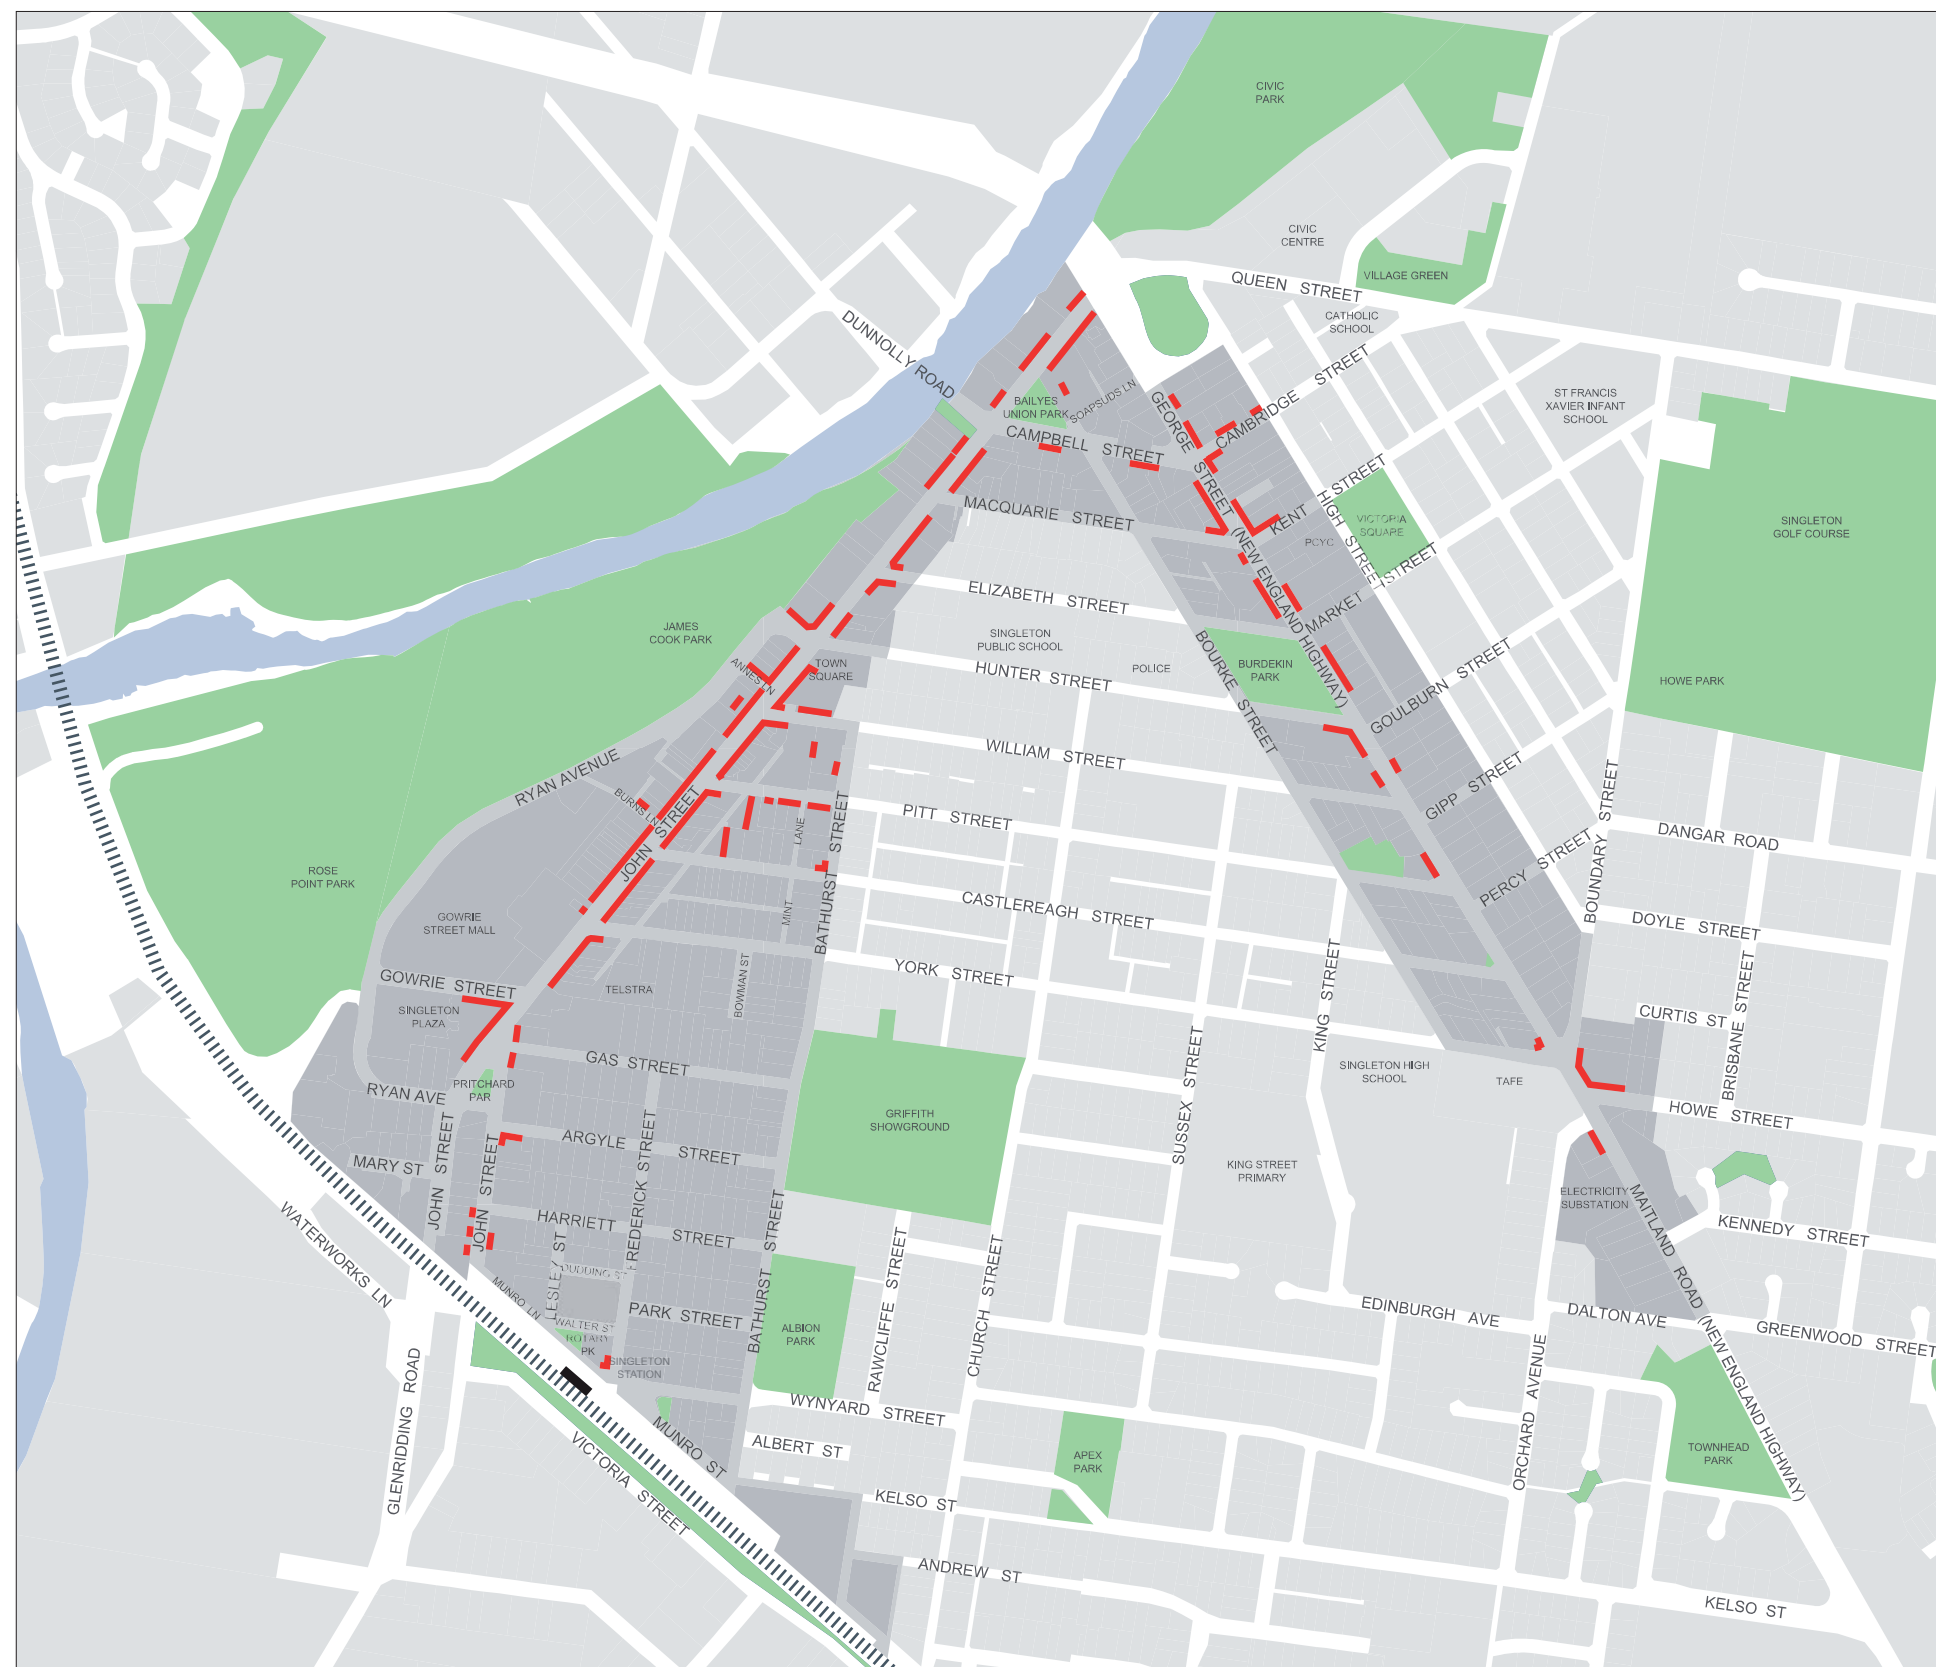 CIVIC
PARK
CIVIC
CENTRE
QUEEN STREET
VILLAGE GREEN
CATHOLIC
SCHOOL
DUNNOLLY ROAD
BAILYES
UNION PARK
SOAPSUDS LN
GEORGE STREET (NEW ENGLAND HIGHWAY)
CAMBRIDGE STREET
ST FRANCIS
XAVIER INFANT
SCHOOL
CAMPBELL STREET
MACQUARIE STREET
KENT STREET
HIGH STREET
VICTORIA
SQUARE
PCYC
SINGLETON
GOLF COURSE
MARKET STREET
ELIZABETH STREET
JAMES
COOK PARK
SINGLETON
PUBLIC SCHOOL
BOURKE STREET
POLICE
BURDEKIN
PARK
HUNTER STREET
TOWN
SQUARE
ANNES LN
HOWE PARK
GOULBURN STREET
WILLIAM STREET
RYAN AVENUE
BURNS LN
JOHN STREET
GIPP STREET
PITT STREET
LANE
MINT
BATHURST STREET
BOUNDARY STREET
DANGAR ROAD
PERCY STREET
ROSE
POINT PARK
CASTLEREAGH STREET
GOWRIE
STREET MALL
DOYLE STREET
YORK STREET
GOWRIE STREET
TELSTRA
BOWMAN ST
KING STREET
BRISBANE STREET
SINGLETON
PLAZA
CURTIS ST
GAS STREET
SUSSEX STREET
SINGLETON HIGH
SCHOOL
TAFE
PRITCHARD
PAR
RYAN AVE
GRIFFITH
SHOWGROUND
HOWE STREET
ARGYLE STREET
FREDERICK STREET
MARY ST
JOHN STREET
JOHN STREET
KING STREET
PRIMARY
ELECTRICITY
SUBSTATION
WATERWORKS LN
HARRIETT STREET
BATHURST STREET
RAWCLIFFE STREET
CHURCH STREET
MAITLAND ROAD (NEW ENGLAND HIGHWAY)
KENNEDY STREET
LESLEY ST
DUDDING ST
MUNRO LN
PARK STREET
WALTER ST
ROTARY
PK
SINGLETON
STATION
ALBION
PARK
EDINBURGH AVE
DALTON AVE
GREENWOOD STREET
GLENRIDDING ROAD
ORCHARD AVENUE
WYNYARD STREET
MUNRO ST
VICTORIA STREET
ALBERT ST
APEX
PARK
TOWNHEAD
PARK
KELSO ST
ANDREW ST
KELSO ST